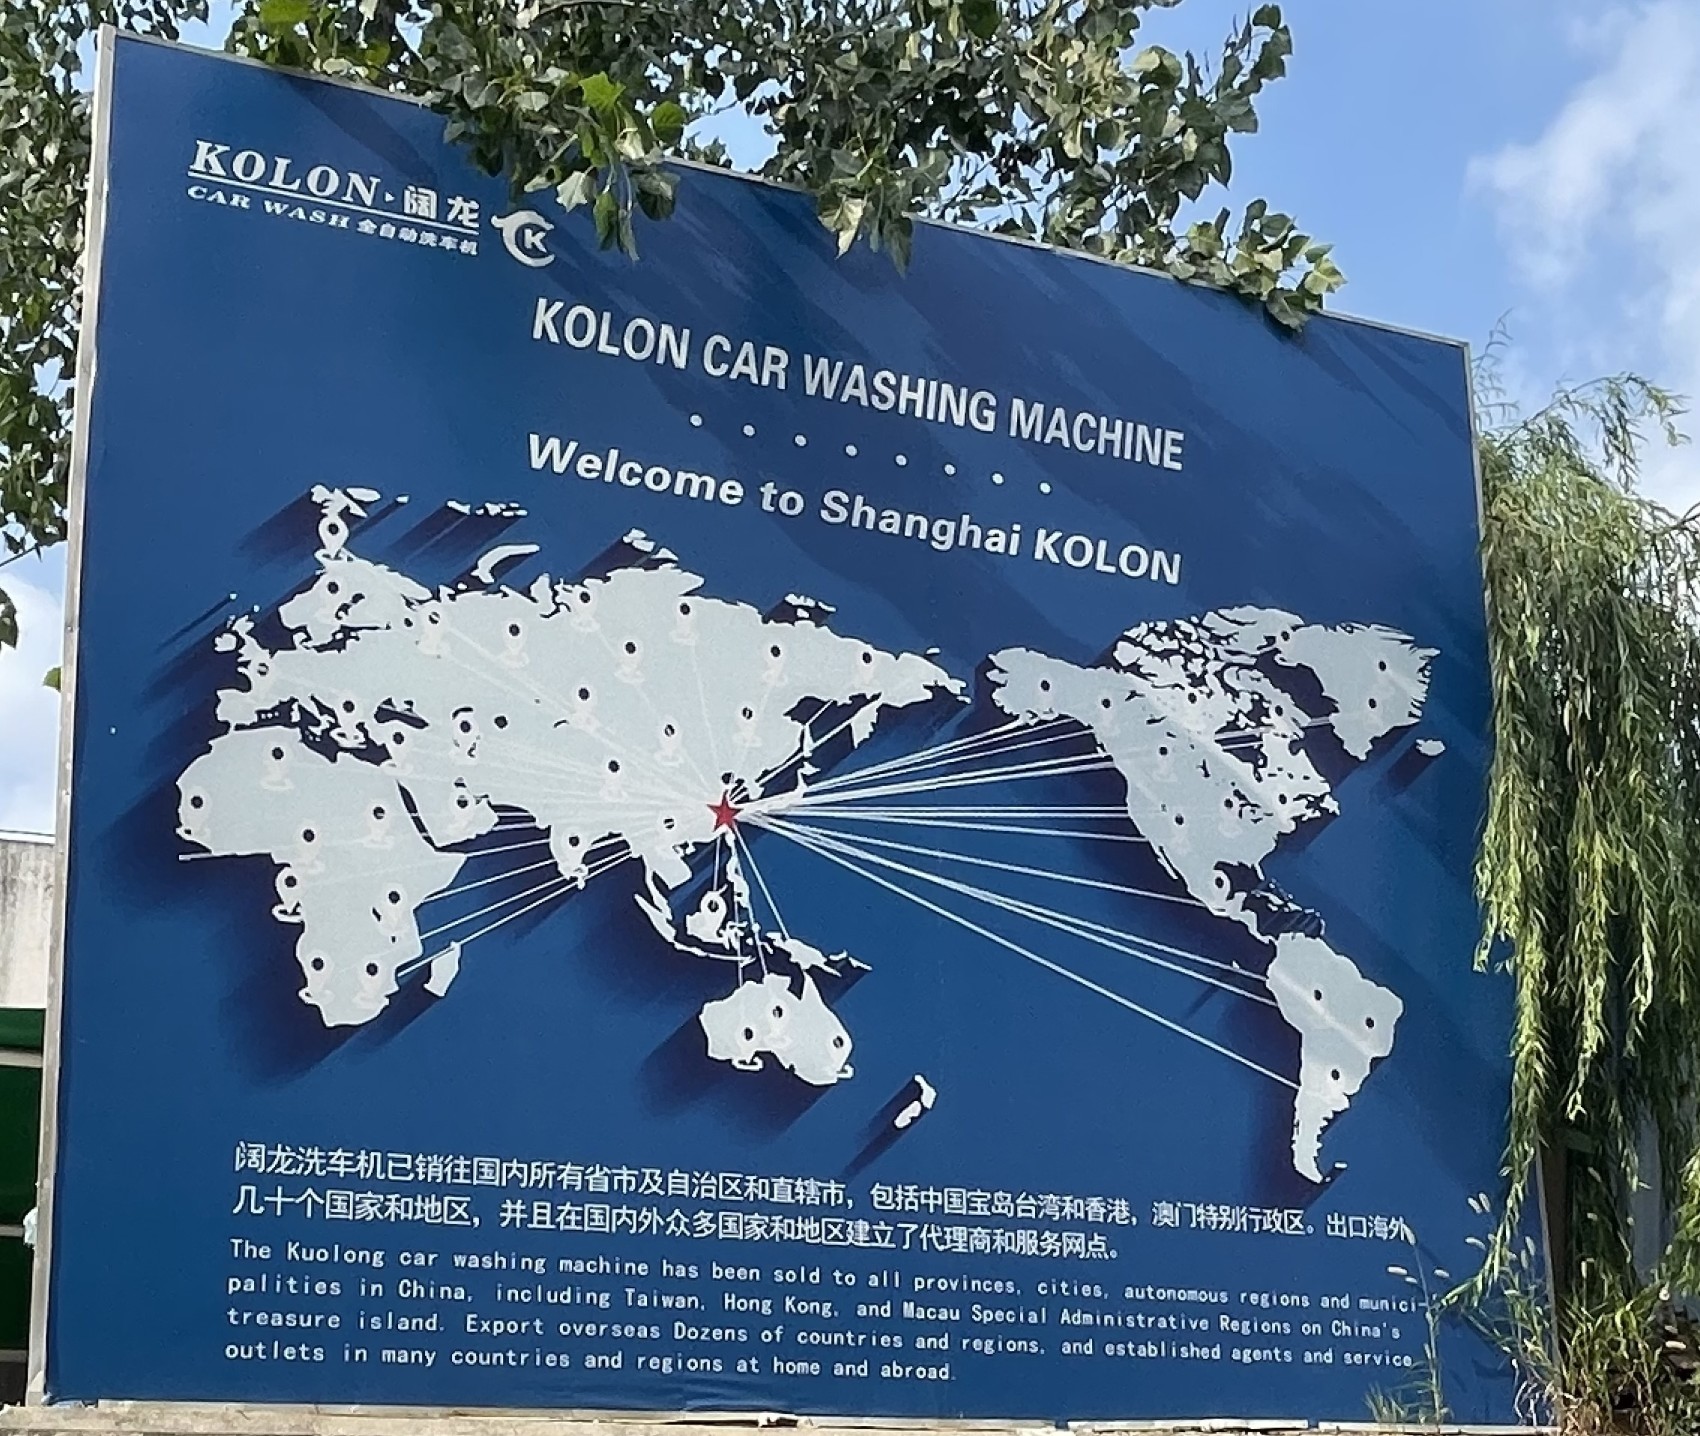 KOLON 阔龙
CAR WASH 全自动洗车机
K
KOLON CAR WASHING MACHINE
Welcome to Shanghai KOLON
阔龙洗车机已销往国内所有省市及自治区和直辖市，包括中国宝岛台湾和香港，澳门特别行政区。出口海外
几十个国家和地区，并且在国内外众多国家和地区建立了代理商和服务网点。
The Kuolong car washing machine has been sold to all provinces, cities, autonomous regions and munici-
palities in China, including Taiwan, Hong Kong, and Macau Special Administrative Regions on China's
treasure island. Export overseas Dozens of countries and regions, and established agents and service
outlets in many countries and regions at home and abroad.